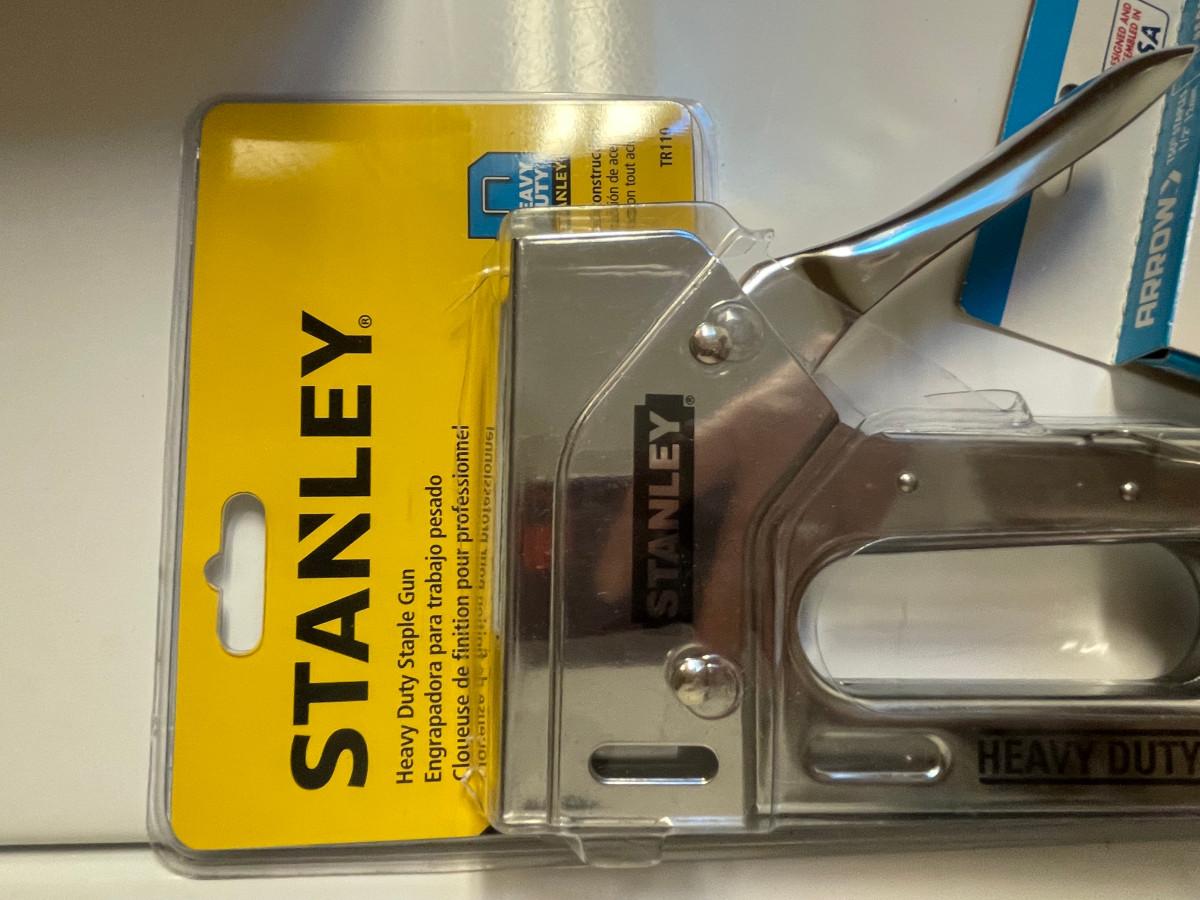 STANLEY®
Heavy Duty Staple Gun
Engrapadora para trabajo pesado
Cloueuse de finition pour professionnel
TR110
STANLEY®
HEAVY DUTY
ARROW